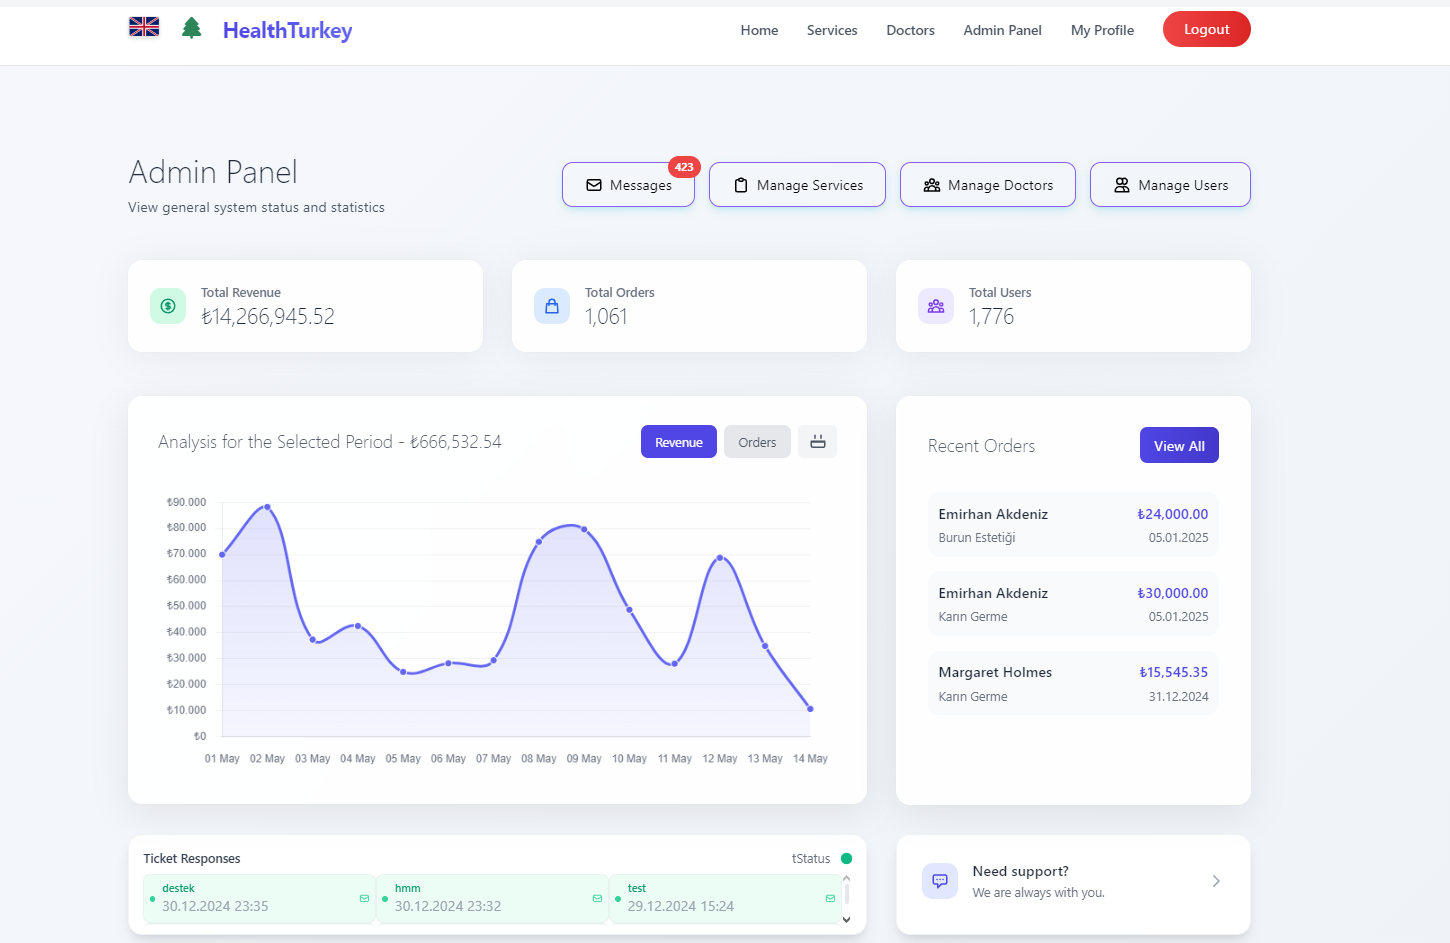 HealthTurkey
Home Services Doctors Admin Panel My Profile Logout
Admin Panel
View general system status and statistics
Messages 423 Manage Services Manage Doctors Manage Users
Total Revenue
₺14,266,945.52
Total Orders
1,061
Total Users
1,776
Analysis for the Selected Period - ₺666,532.54
Revenue Orders
₺90.000
₺80.000
₺70.000
₺60.000
₺50.000
₺40.000
₺30.000
₺20.000
₺10.000
₺0
01 May 02 May 03 May 04 May 05 May 06 May 07 May 08 May 09 May 10 May 11 May 12 May 13 May 14 May
Recent Orders View All
Emirhan Akdeniz ₺24,000.00
Burun Estetiği 05.01.2025
Emirhan Akdeniz ₺30,000.00
Karın Germe 05.01.2025
Margaret Holmes ₺15,545.35
Karın Germe 31.12.2024
Ticket Responses tStatus
destek
30.12.2024 23:35
hmm
30.12.2024 23:32
test
29.12.2024 15:24
Need support?
We are always with you.